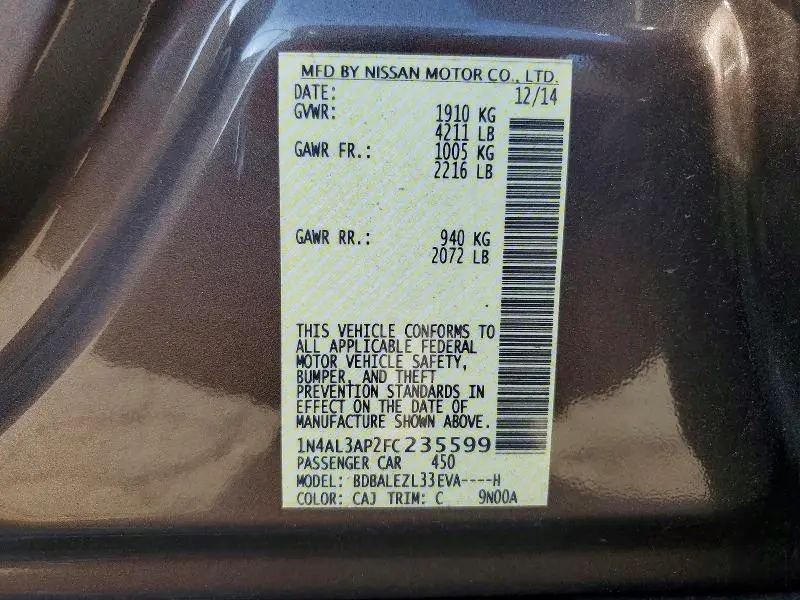 MFD BY NISSAN MOTOR CO., LTD.
DATE: 12/14
GVWR: 1910 KG
4211 LB
GAWR FR.: 1005 KG
2216 LB
GAWR RR.: 940 KG
2072 LB
THIS VEHICLE CONFORMS TO
ALL APPLICABLE FEDERAL
MOTOR VEHICLE SAFETY,
BUMPER, AND THEFT
PREVENTION STANDARDS IN
EFFECT ON THE DATE OF
MANUFACTURE SHOWN ABOVE.
1N4AL3AP2FC235599
PASSENGER CAR 450
MODEL: BDBALEZL33EVA----H
COLOR: CAJ TRIM: C 9N00A